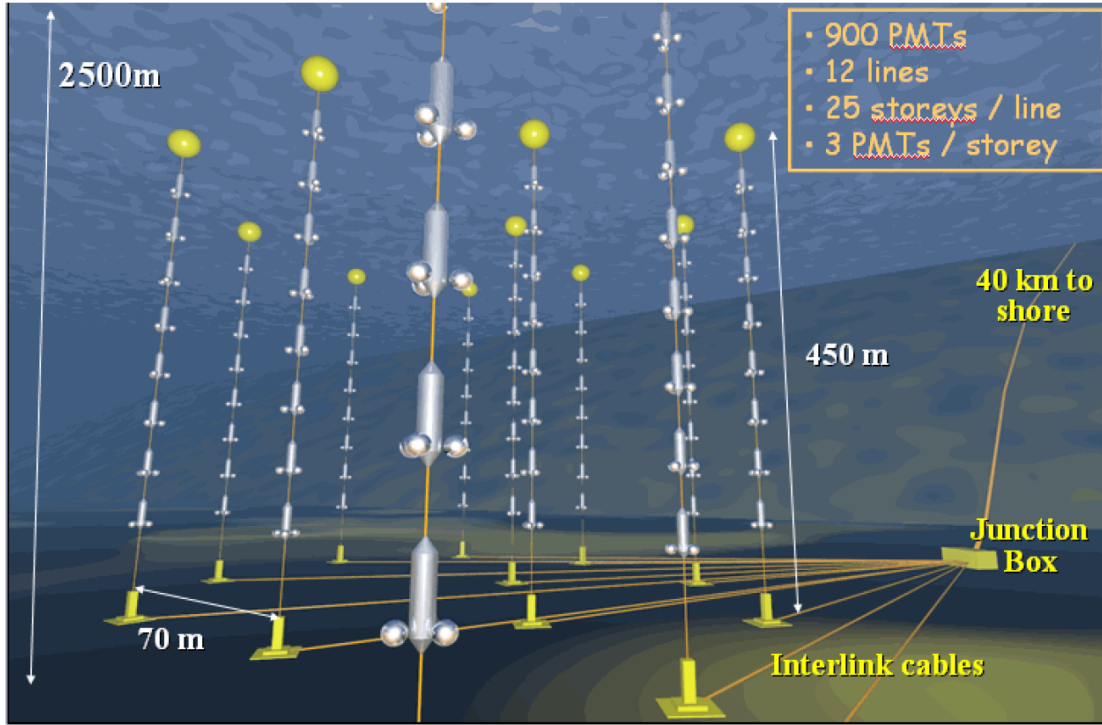 2500m
· 900 PMTs
· 12 lines
· 25 storeys / line
· 3 PMTs / storey
40 km to
shore
450 m
Junction
Box
70 m
Interlink cables